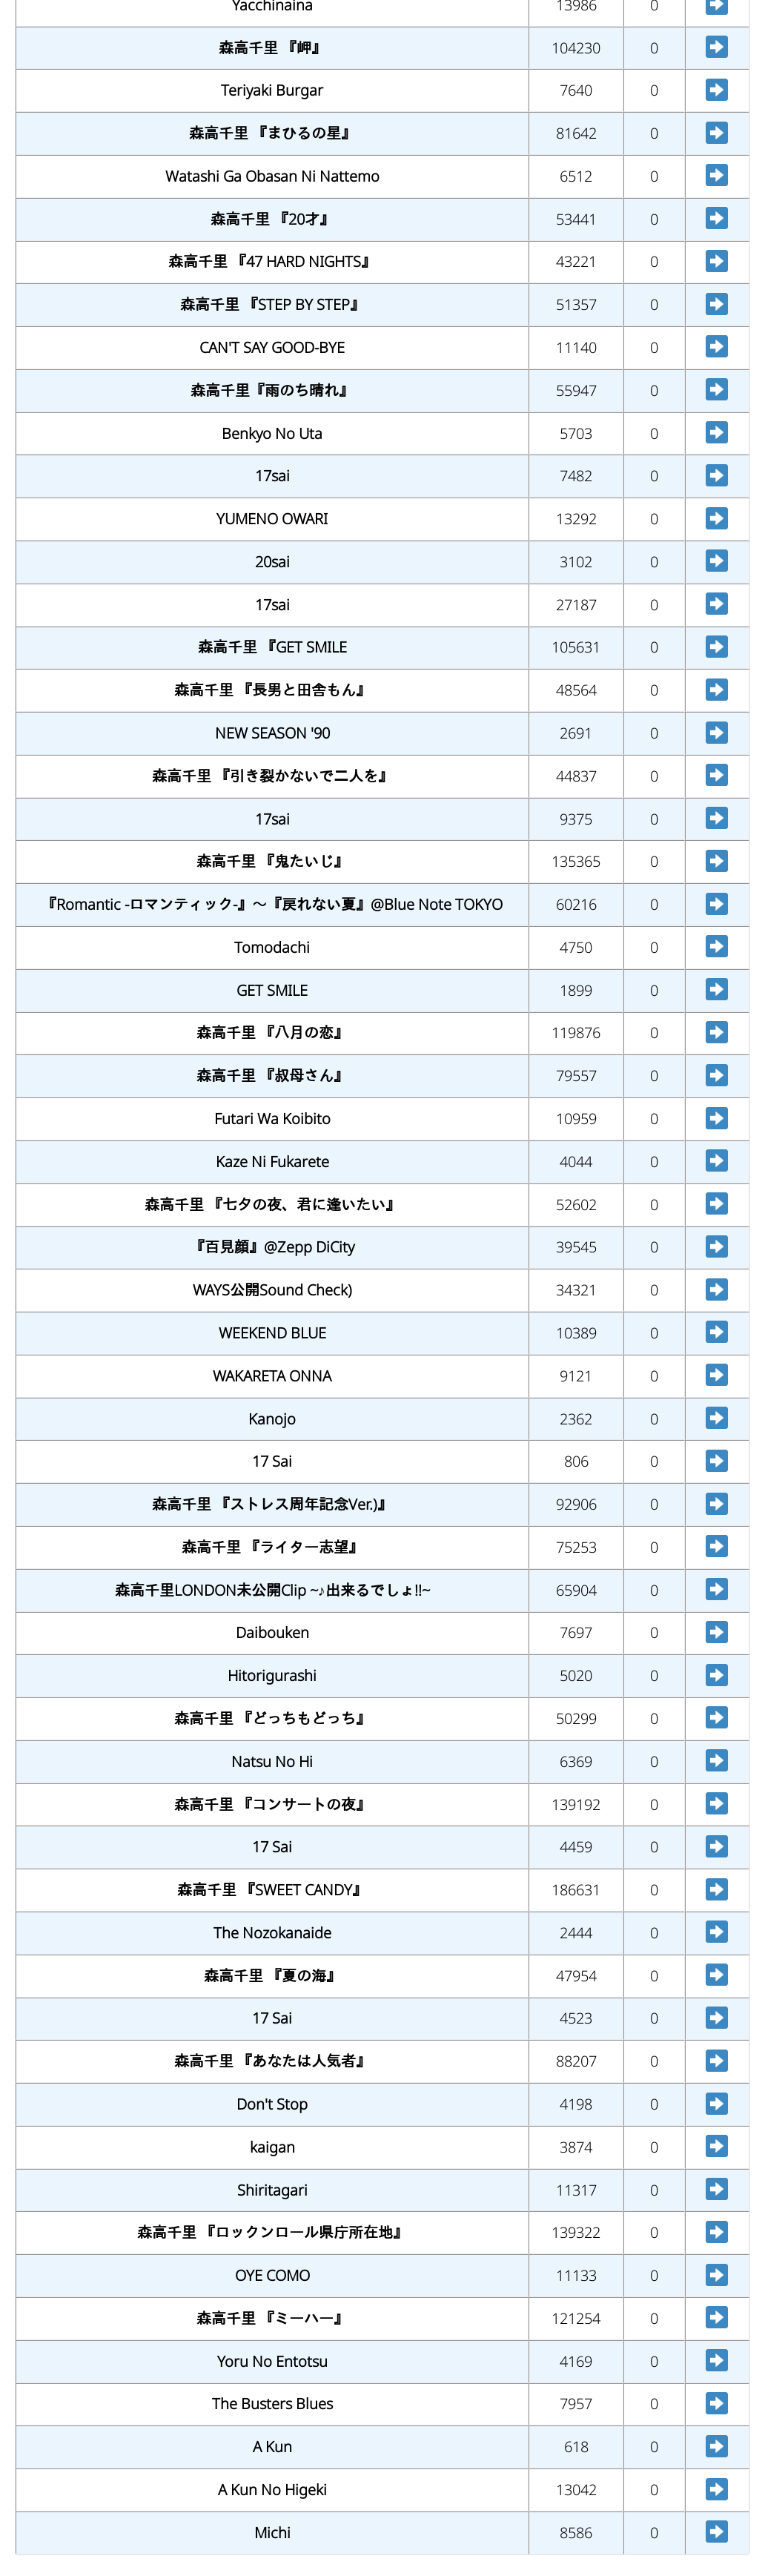 Yacchinaina 13986 0
森高千里 『岬』 104230 0
Teriyaki Burgar 7640 0
森高千里 『まひるの星』 81642 0
Watashi Ga Obasan Ni Nattemo 6512 0
森高千里 『20才』 53441 0
森高千里 『47 HARD NIGHTS』 43221 0
森高千里 『STEP BY STEP』 51357 0
CAN'T SAY GOOD-BYE 11140 0
森高千里『雨のち晴れ』 55947 0
Benkyo No Uta 5703 0
17sai 7482 0
YUMENO OWARI 13292 0
20sai 3102 0
17sai 27187 0
森高千里 『GET SMILE 105631 0
森高千里 『長男と田舎もん』 48564 0
NEW SEASON '90 2691 0
森高千里 『引き裂かないで二人を』 44837 0
17sai 9375 0
森高千里 『鬼たいじ』 135365 0
『Romantic -ロマンティック-』～『戻れない夏』@Blue Note TOKYO 60216 0
Tomodachi 4750 0
GET SMILE 1899 0
森高千里 『八月の恋』 119876 0
森高千里 『叔母さん』 79557 0
Futari Wa Koibito 10959 0
Kaze Ni Fukarete 4044 0
森高千里 『七夕の夜、君に逢いたい』 52602 0
『百見顔』@Zepp DiCity 39545 0
WAYS公開Sound Check) 34321 0
WEEKEND BLUE 10389 0
WAKARETA ONNA 9121 0
Kanojo 2362 0
17 Sai 806 0
森高千里 『ストレス周年記念Ver.)』 92906 0
森高千里 『ライター志望』 75253 0
森高千里LONDON未公開Clip ~♪出来るでしょ!!~ 65904 0
Daibouken 7697 0
Hitorigurashi 5020 0
森高千里 『どっちもどっち』 50299 0
Natsu No Hi 6369 0
森高千里 『コンサートの夜』 139192 0
17 Sai 4459 0
森高千里 『SWEET CANDY』 186631 0
The Nozokanaide 2444 0
森高千里 『夏の海』 47954 0
17 Sai 4523 0
森高千里 『あなたは人気者』 88207 0
Don't Stop 4198 0
kaigan 3874 0
Shiritagari 11317 0
森高千里 『ロックンロール県庁所在地』 139322 0
OYE COMO 11133 0
森高千里 『ミーハー』 121254 0
Yoru No Entotsu 4169 0
The Busters Blues 7957 0
A Kun 618 0
A Kun No Higeki 13042 0
Michi 8586 0